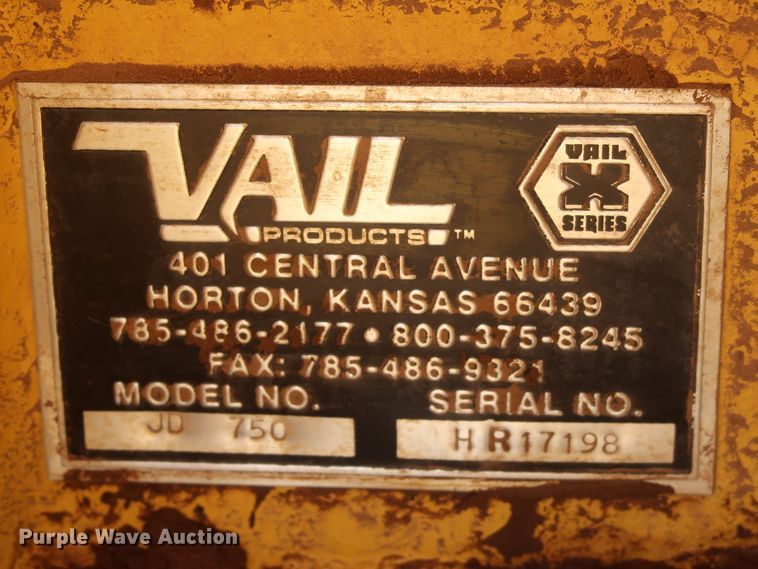 VAIL
PRODUCTS™
VAIL
X
SERIES
401 CENTRAL AVENUE
HORTON, KANSAS 66439
785-486-2177 • 800-375-8245
FAX: 785-486-9321
MODEL NO. SERIAL NO.
JD 750 HR17198
Purple Wave Auction